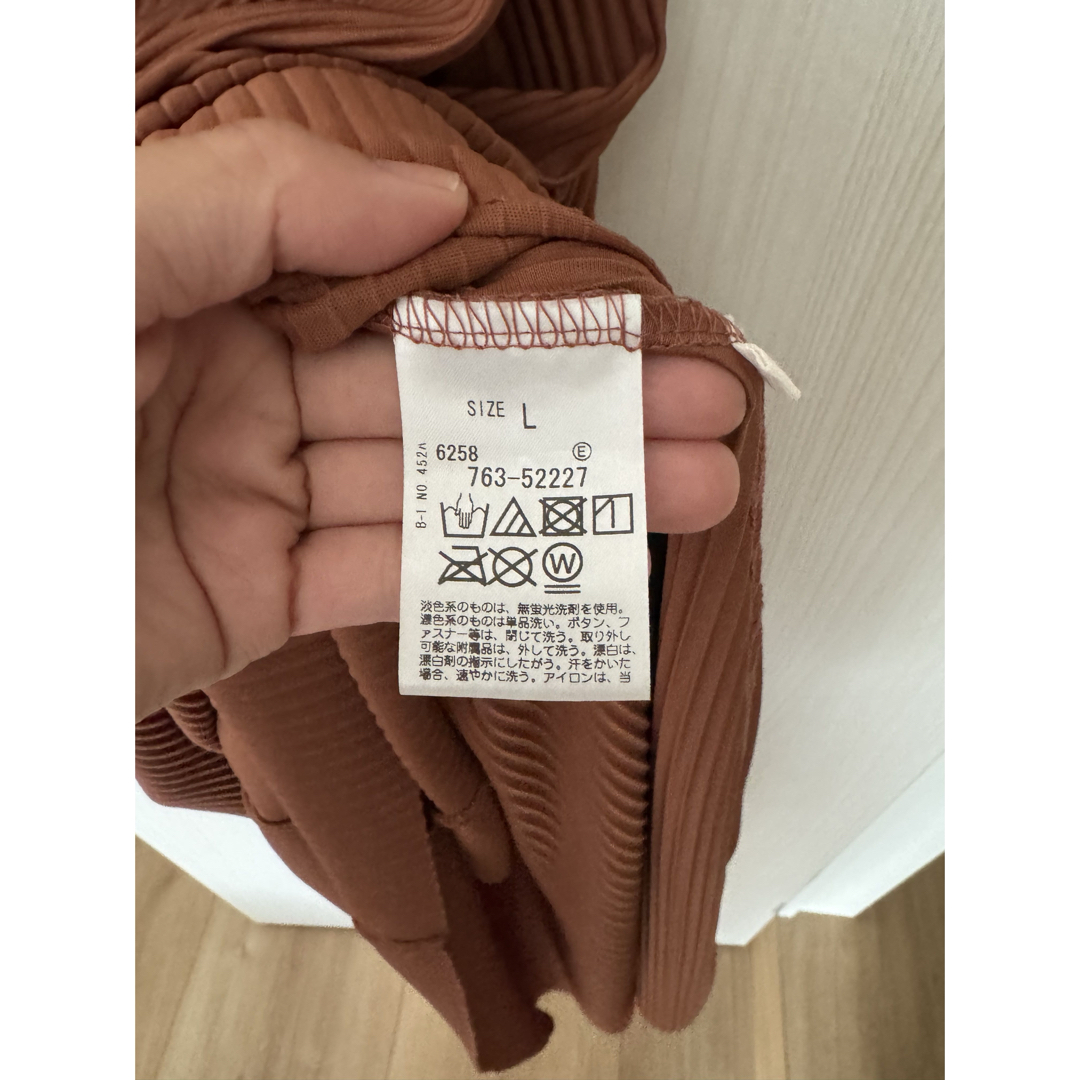 SIZE L
6258 Ⓔ
763-52227
B-I NO 452A
W
淡色系のものは、無蛍光洗剤を使用。
濃色系のものは単品洗い。ボタン、フ
ァスナー等は、閉じて洗う。取り外し
可能な附属品は、外して洗う。漂白は、
漂白剤の指示にしたがう。汗をかいた
場合、速やかに洗う。アイロンは、当